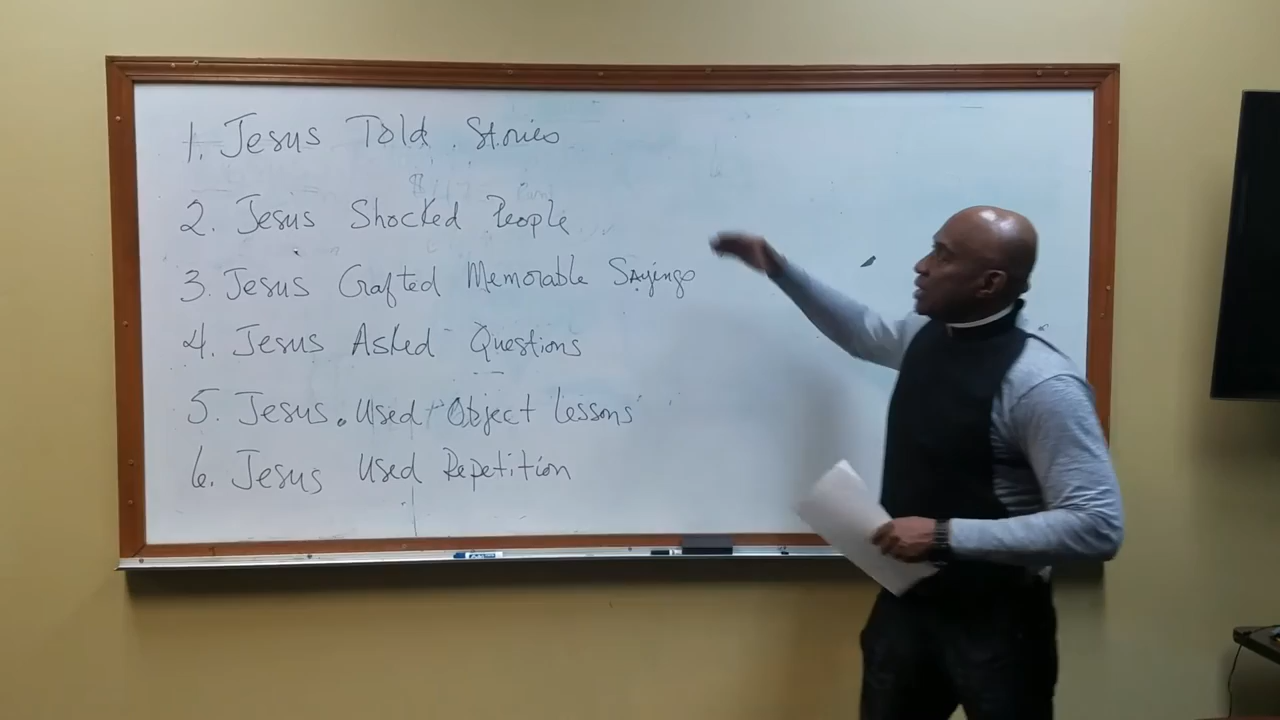 1. Jesus Told Stories
2. Jesus Shocked People
3. Jesus Crafted Memorable Sayings
4. Jesus Asked Questions
5. Jesus Used Object Lessons
6. Jesus Used Repetition